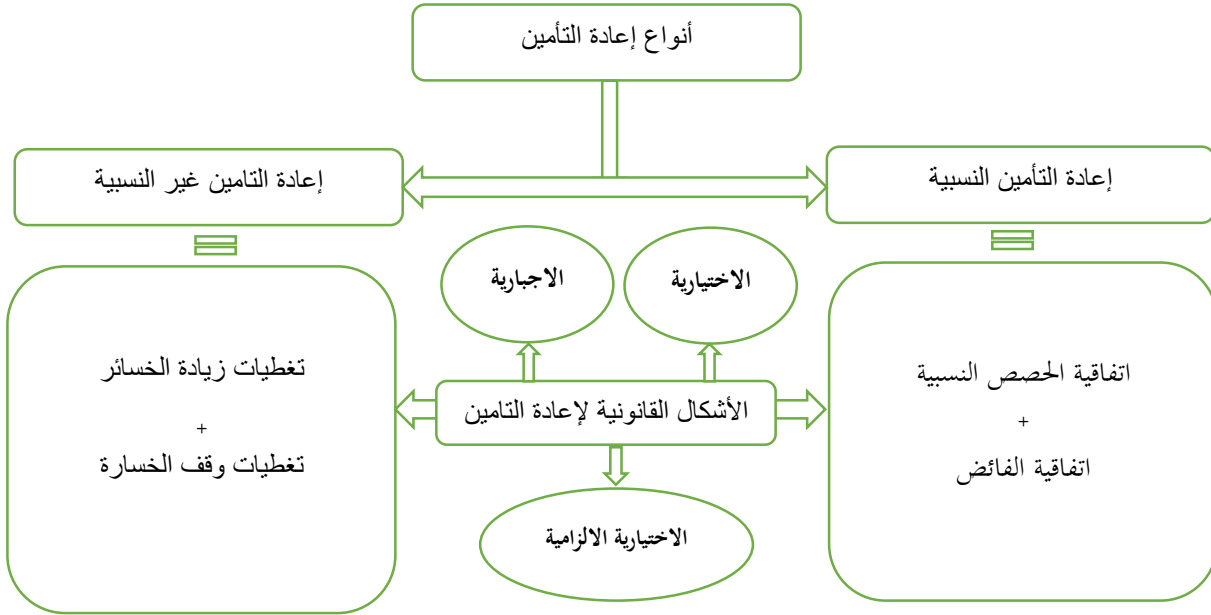 أنواع إعادة التأمين
إعادة التأمين النسبية
إعادة التامين غير النسبية
الاختيارية
الاجبارية
اتفاقية الحصص النسبية
+
اتفاقية الفائض
الأشكال القانونية لإعادة التامين
تغطيات زيادة الخسائر
+
تغطيات وقف الخسارة
الاختيارية الالزامية